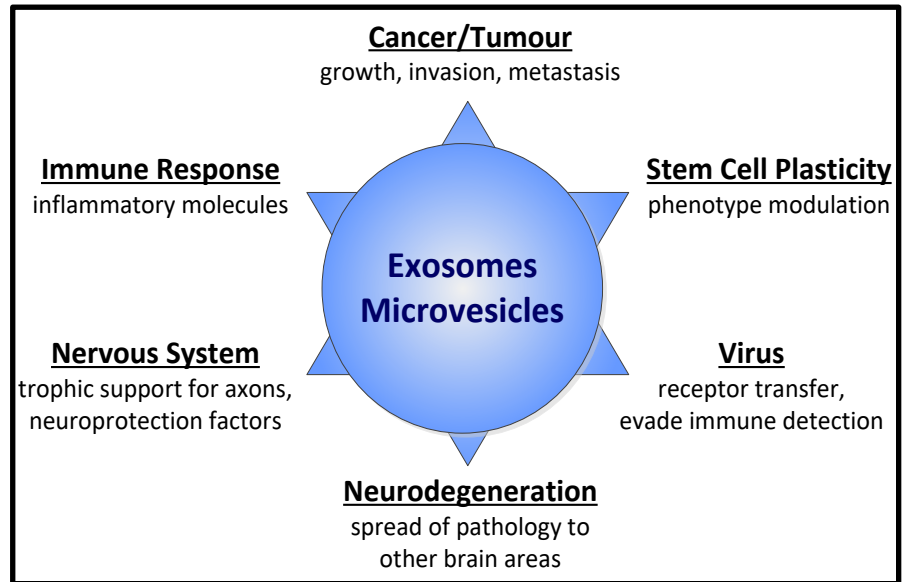 Cancer/Tumour
growth, invasion, metastasis
Immune Response
inflammatory molecules
Stem Cell Plasticity
phenotype modulation
Exosomes
Microvesicles
Nervous System
trophic support for axons,
neuroprotection factors
Virus
receptor transfer,
evade immune detection
Neurodegeneration
spread of pathology to
other brain areas